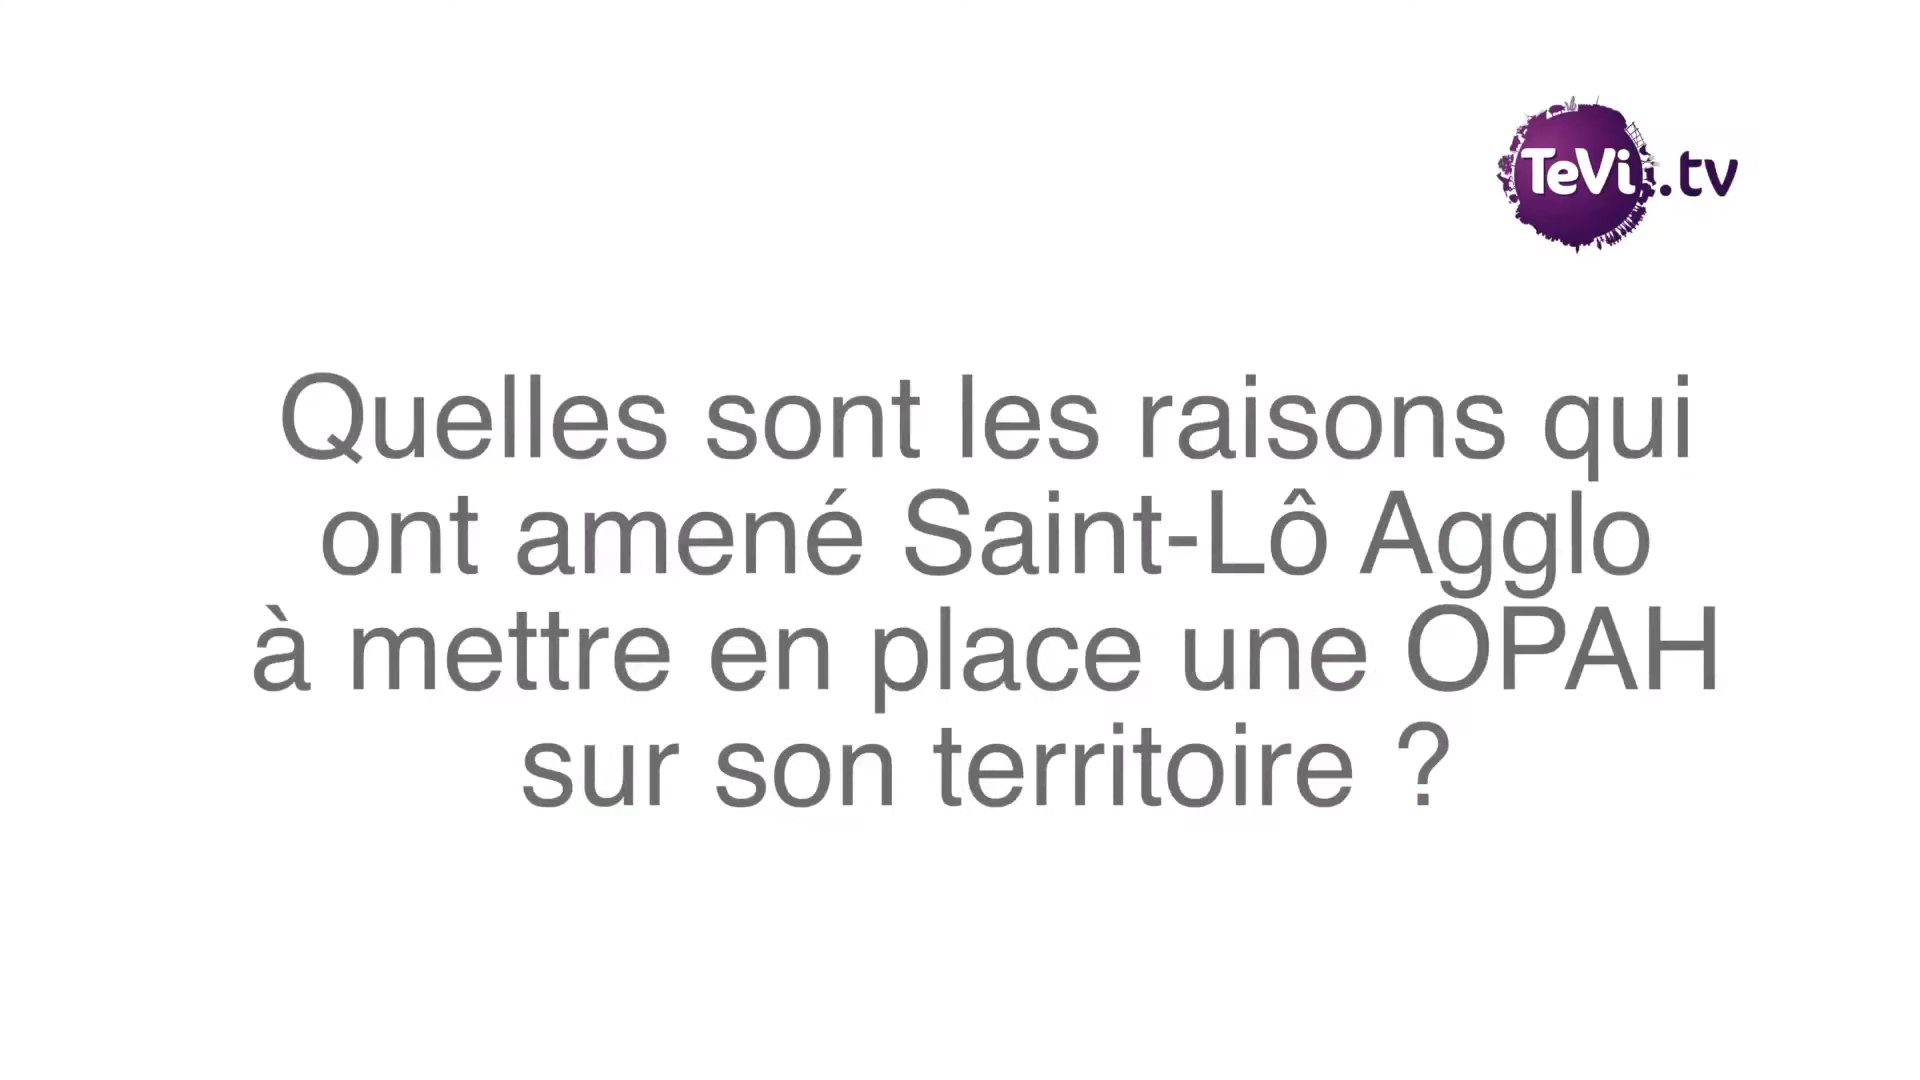 TeVi.tv
Quelles sont les raisons qui
ont amené Saint-Lô Agglo
à mettre en place une OPAH
sur son territoire ?